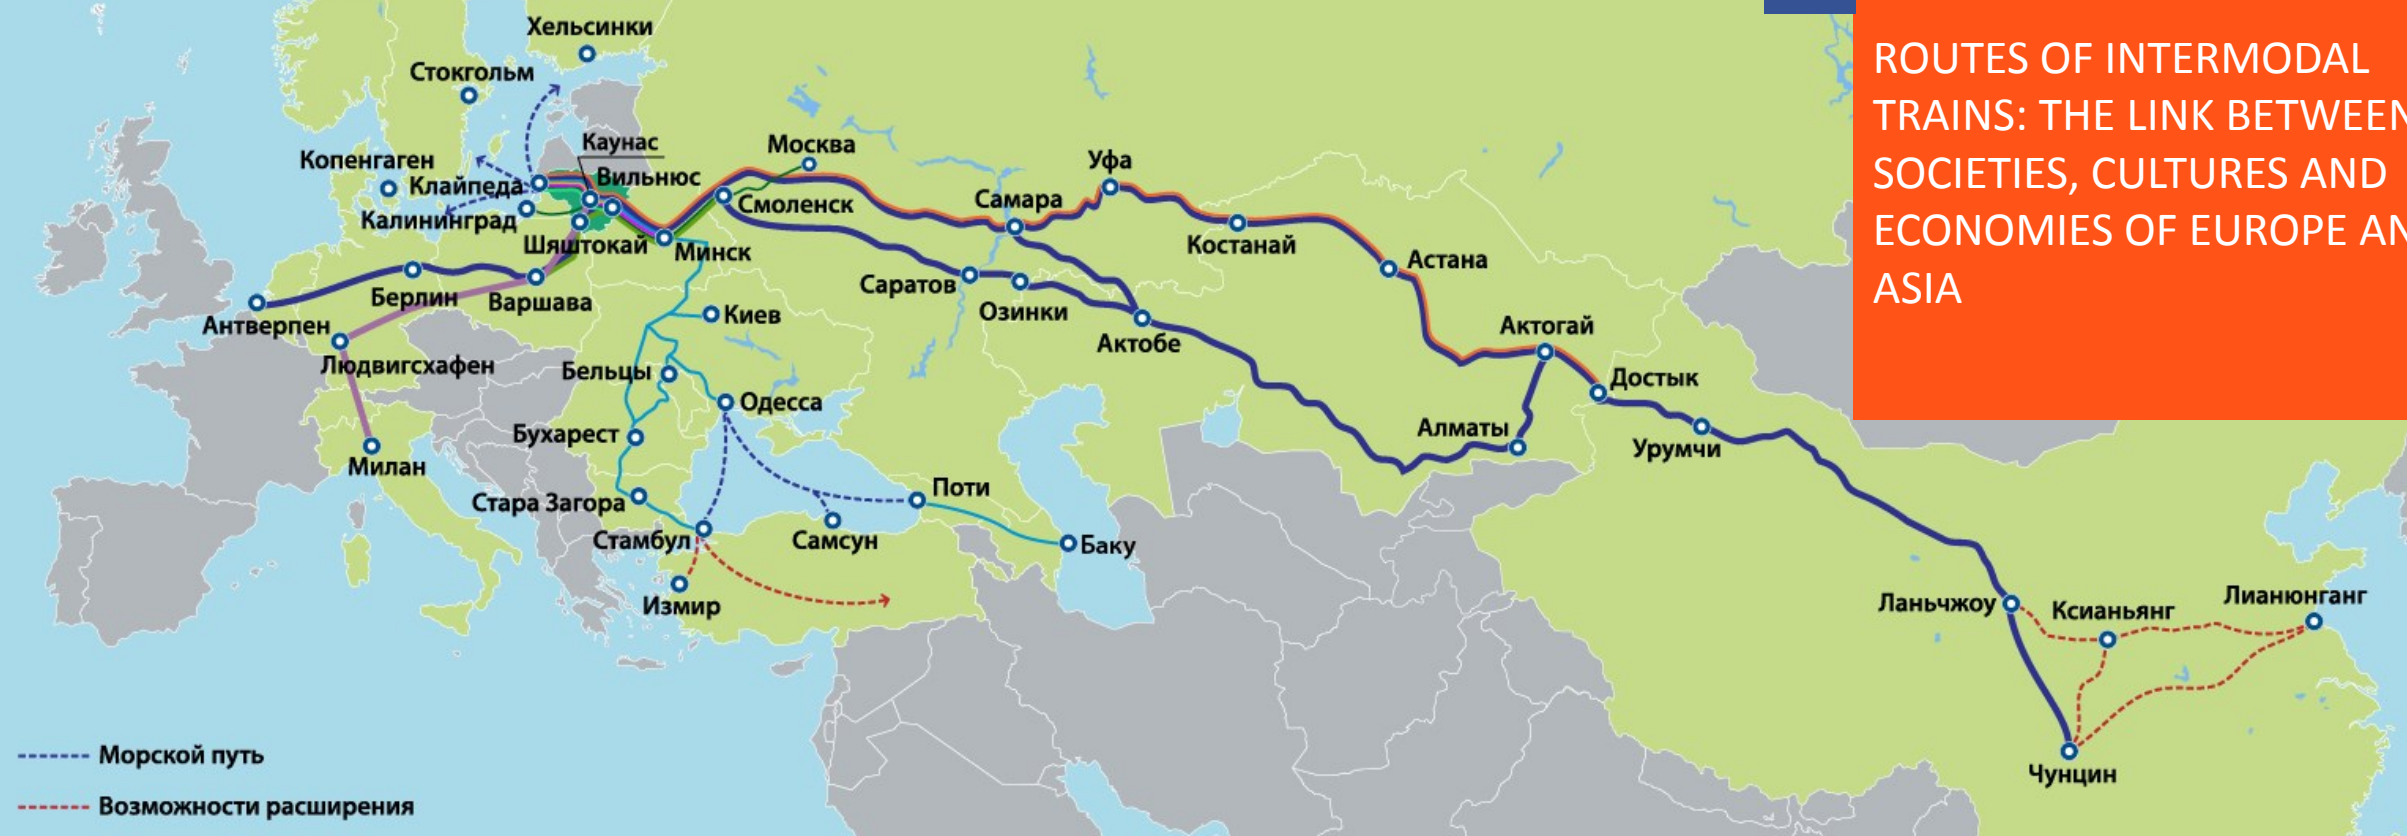 ROUTES OF INTERMODAL
TRAINS: THE LINK BETWEEN
SOCIETIES, CULTURES AND
ECONOMIES OF EUROPE AN
ASIA
Хельсинки
Стокгольм
Каунас
Москва
Копенгаген
Уфа
Клайпеда
Вильнюс
Самара
Смоленск
Калининград
Шяштокай
Минск
Костанай
Астана
Саратов
Берлин
Варшава
Озинки
Киев
Антверпен
Актогай
Актобе
Людвигсхафен
Бельцы
Достык
Одесса
Алматы
Бухарест
Урумчи
Милан
Поти
Стара Загора
Стамбул
Самсун
Баку
Измир
Ланьчжоу
Ксианьянг
Лианюнганг
Чунцин
Морской путь
Возможности расширения